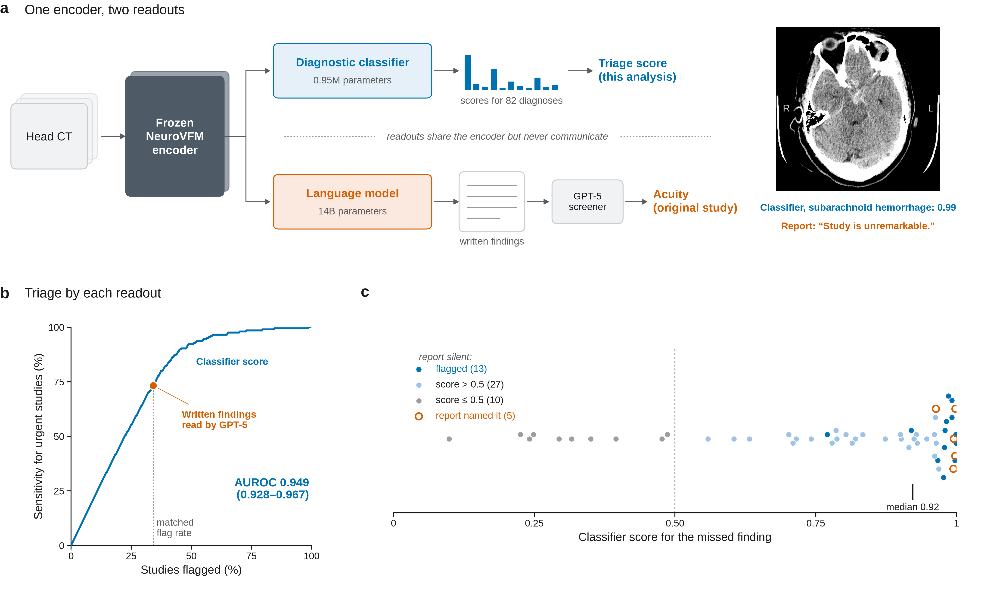 a One encoder, two readouts
Head CT
Frozen
NeuroVFM
encoder
Diagnostic classifier
0.95M parameters
scores for 82 diagnoses
Triage score
(this analysis)
readouts share the encoder but never communicate
Language model
14B parameters
written findings
GPT-5
screener
Acuity
(original study)
R
L
Classifier, subarachnoid hemorrhage: 0.99
Report: “Study is unremarkable.”
b Triage by each readout
Sensitivity for urgent studies (%)
100
75
50
25
0
Classifier score
Written findings
read by GPT-5
AUROC 0.949
(0.928–0.967)
matched
flag rate
0 25 50 75 100
Studies flagged (%)
c
report silent:
flagged (13)
score > 0.5 (27)
score ≤ 0.5 (10)
report named it (5)
median 0.92
0 0.25 0.50 0.75 1
Classifier score for the missed finding